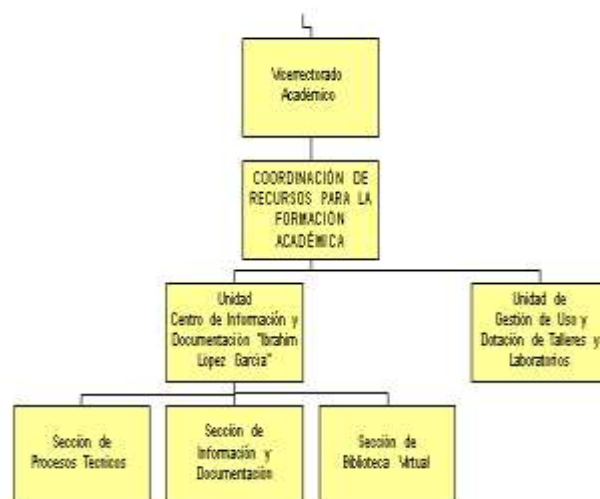 Vicerrectorado
Académico
COORDINACIÓN DE
RECURSOS PARA LA
FORMACIÓN
ACADÉMICA
Unidad
Centro de Información y
Documentación "Ibrahim
López García"
Unidad de
Gestión de Uso y
Dotación de Talleres y
Laboratorios
Sección de
Procesos Técnicos
Sección de
Información y
Documentación
Sección de
Biblioteca Virtual